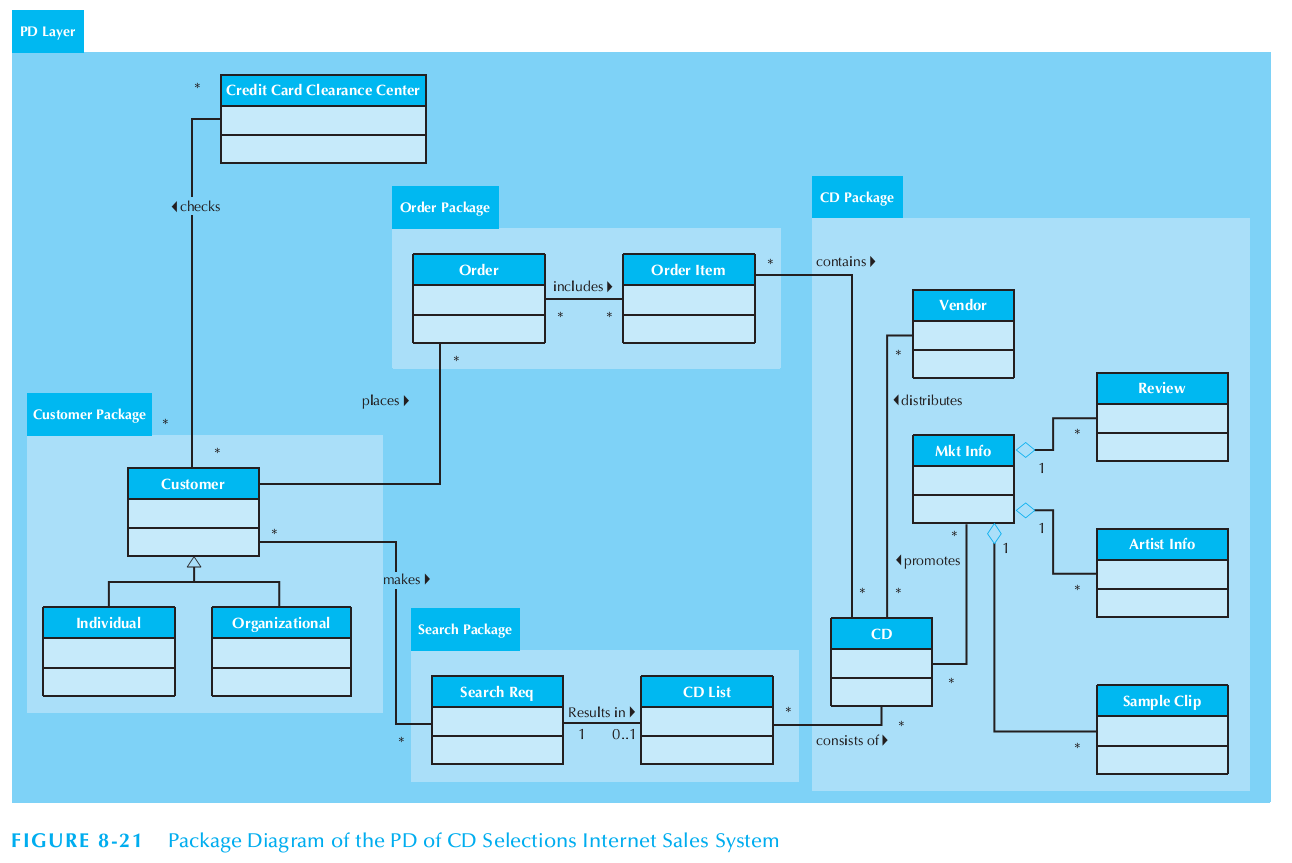 PD Layer
*
Credit Card Clearance Center
◀ checks
Order Package
CD Package
Order
Order Item
includes ▶
*
*
*
contains ▶
Vendor
*
*
places ▶
◀ distributes
Review
*
Customer Package
*
*
Customer
*
Mkt Info
1
1
*
1
◀ promotes
Artist Info
*
makes ▶
*
*
Individual
Organizational
Search Package
CD
*
Search Req
Results in ▶
1
0..1
CD List
*
*
*
consists of ▶
Sample Clip
*
FIGURE 8-21 Package Diagram of the PD of CD Selections Internet Sales System